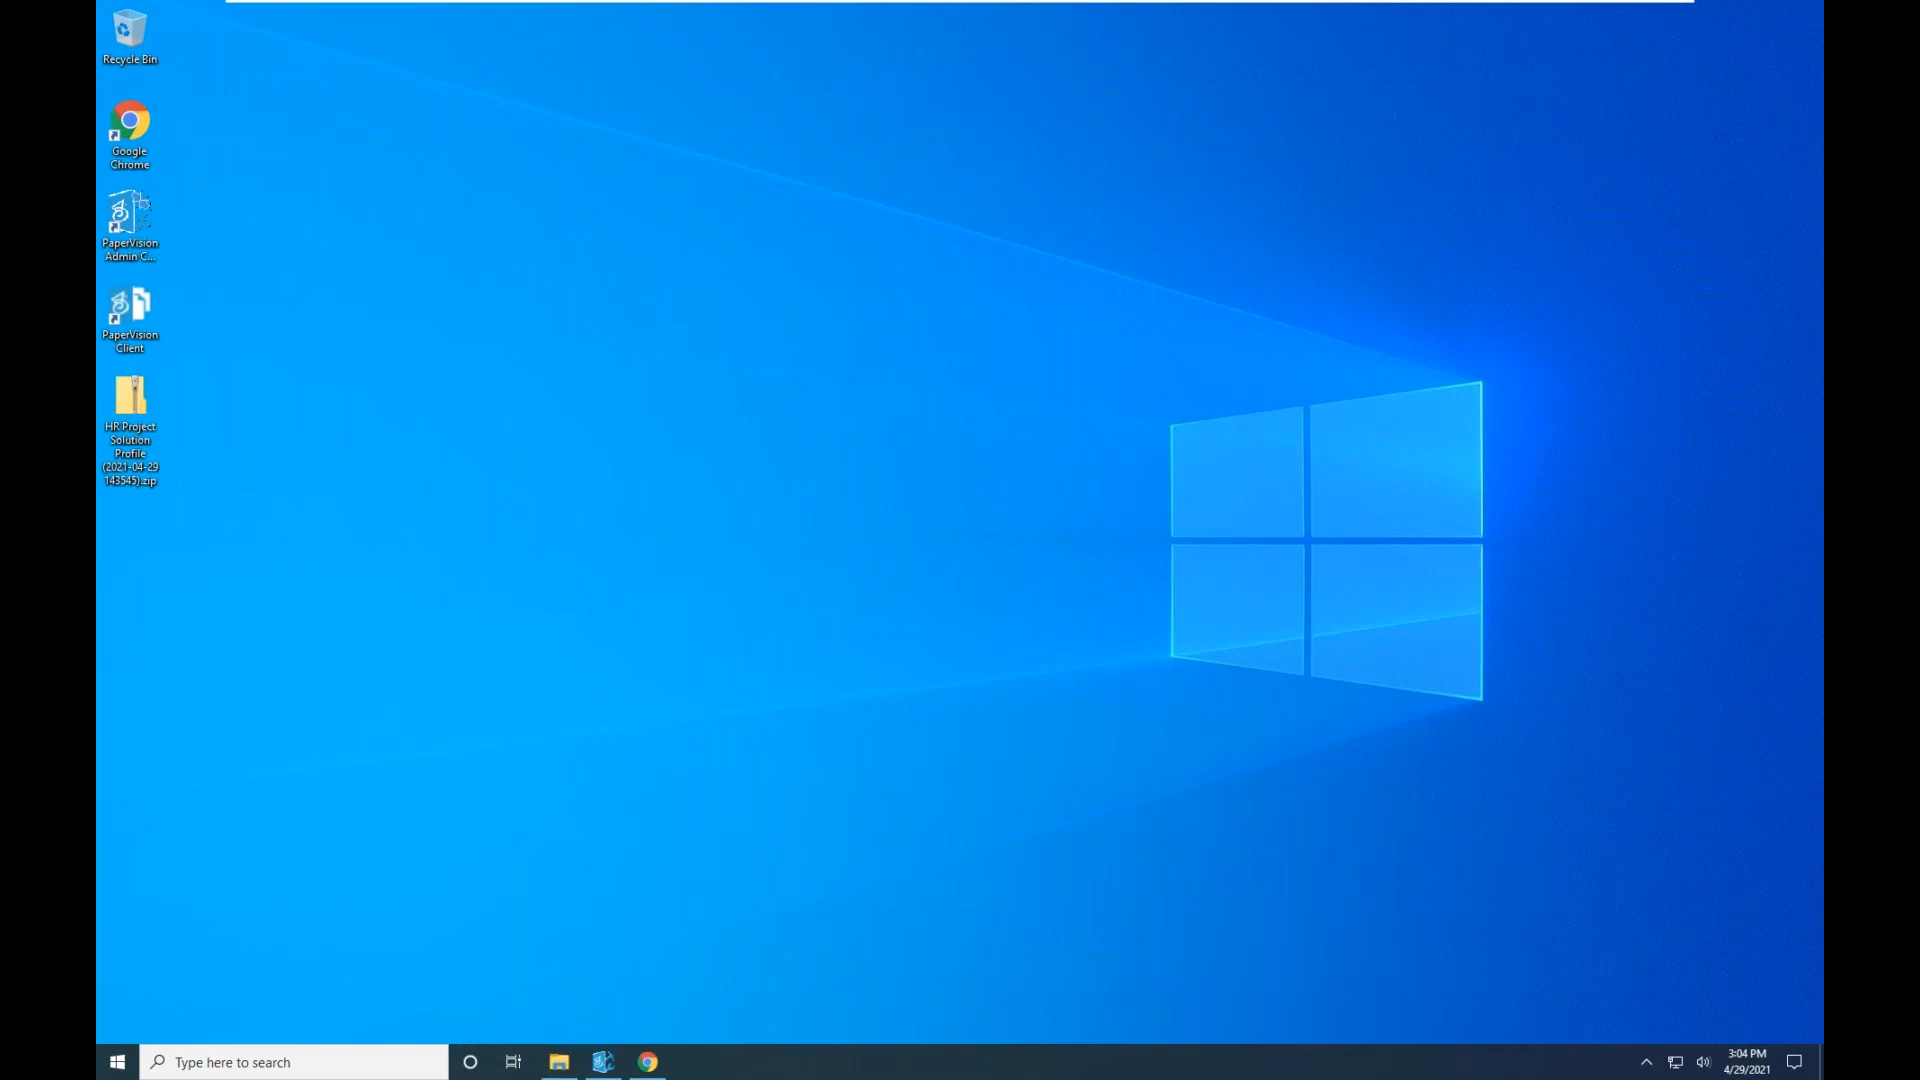 Recycle Bin
Google
Chrome
PaperVision
Admin C...
PaperVision
Client
HR Project
Solution
Profile
(2021-04-29
143545).zip
Type here to search
3:04 PM
4/29/2021